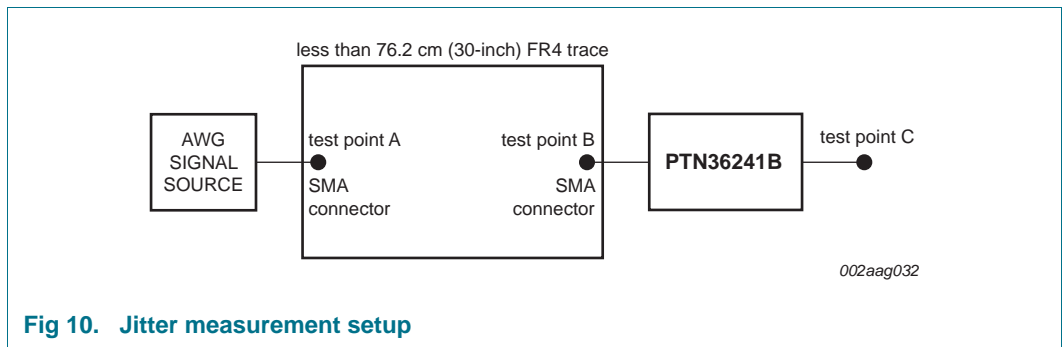 less than 76.2 cm (30-inch) FR4 trace
AWG
SIGNAL
SOURCE
test point A
SMA
connector
test point B
SMA
connector
PTN36241B
test point C
002aag032
Fig 10. Jitter measurement setup